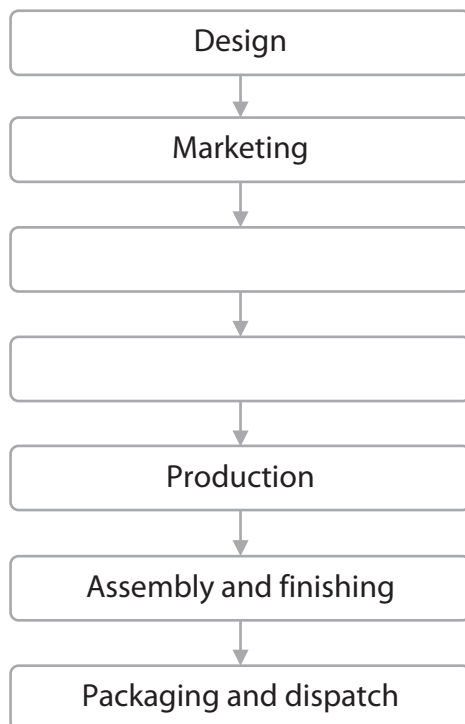 Design
Marketing
Production
Assembly and finishing
Packaging and dispatch